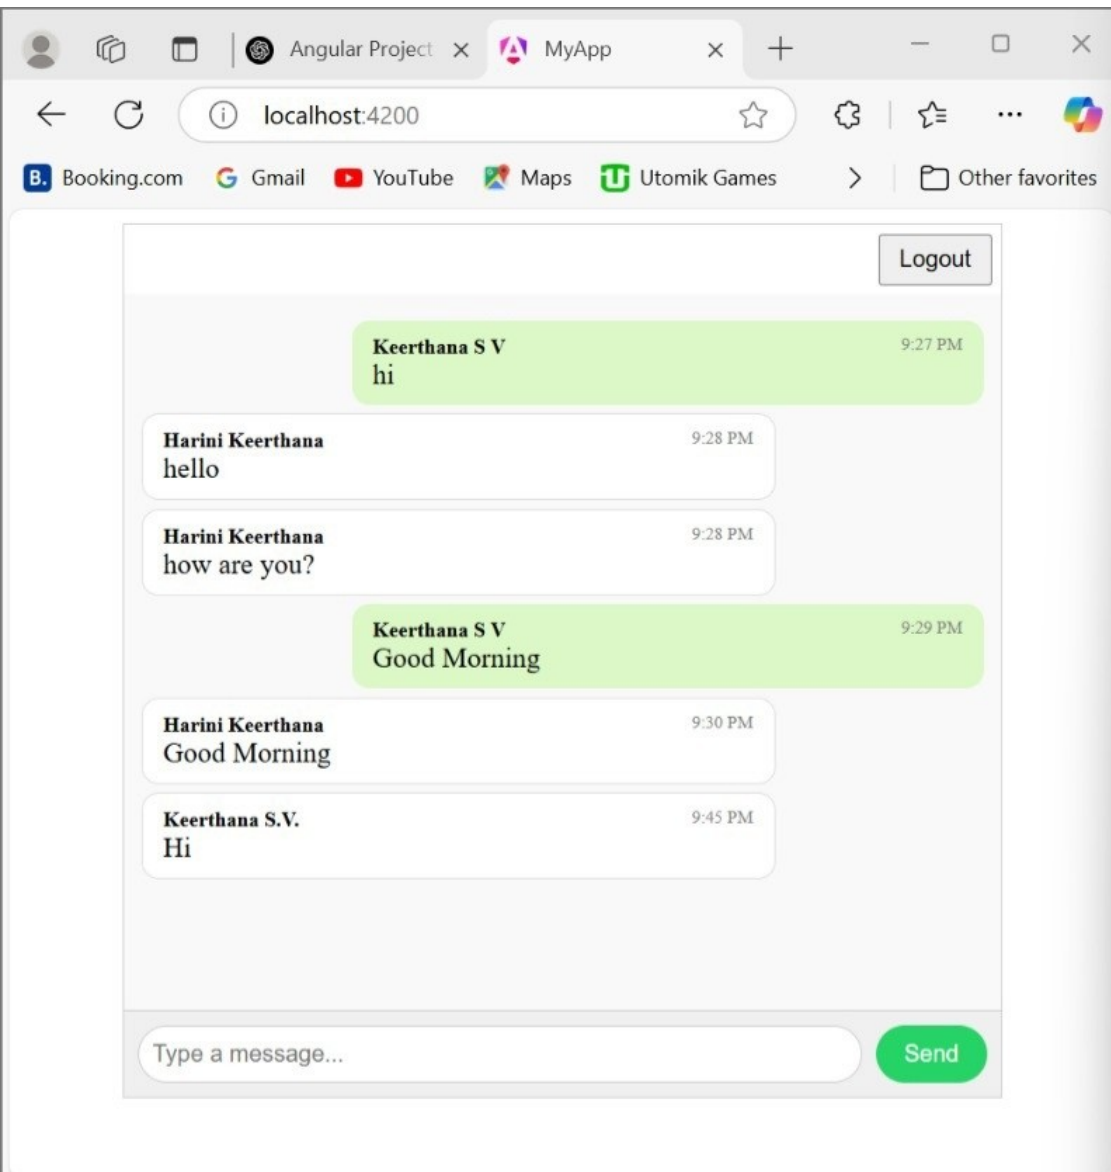 Angular Project
MyApp
localhost:4200
B. Booking.com G Gmail YouTube Maps Utomik Games Other favorites
Logout
Keerthana S V 9:27 PM
hi
Harini Keerthana 9:28 PM
hello
Harini Keerthana 9:28 PM
how are you?
Keerthana S V 9:29 PM
Good Morning
Harini Keerthana 9:30 PM
Good Morning
Keerthana S.V. 9:45 PM
Hi
Type a message...
Send